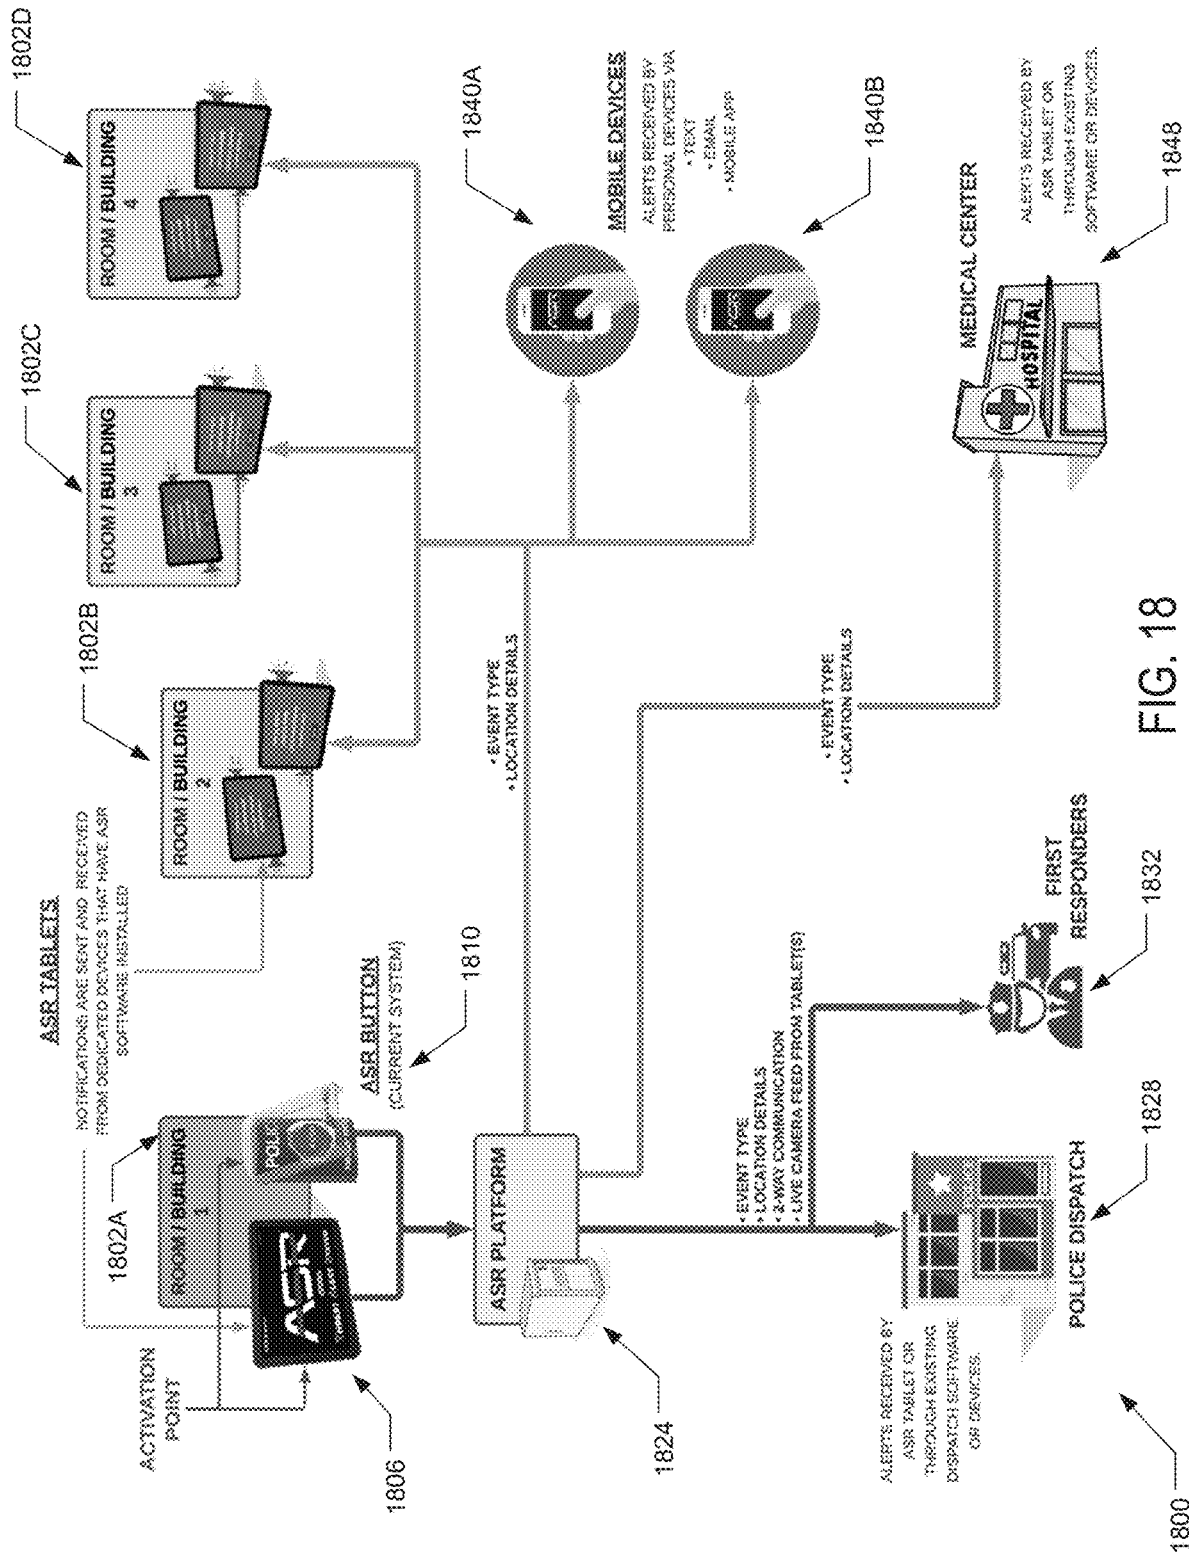 1802A
1802B
1802C
1802D
ASR TABLETS
NOTIFICATIONS ARE SENT AND RECEIVED
FROM DEDICATED DEVICES THAT HAVE ASR
SOFTWARE INSTALLED
ACTIVATION
POINT
ROOM / BUILDING
1
ASR
POLICE
1806
ASR BUTTON
(CURRENT SYSTEM)
1810
ROOM / BUILDING
2
ROOM / BUILDING
3
ROOM / BUILDING
4
ASR PLATFORM
1824
• EVENT TYPE
• LOCATION DETAILS
1840A
MOBILE DEVICES
ALERTS RECEIVED BY
PERSONAL DEVICES VIA
• TEXT
• EMAIL
• MOBILE APP
1840B
• EVENT TYPE
• LOCATION DETAILS
• 2-WAY COMMUNICATION
• LIVE CAMERA FEED FROM TABLET(S)
• EVENT TYPE
• LOCATION DETAILS
ALERTS RECEIVED BY
ASR TABLET OR
THROUGH EXISTING
DISPATCH SOFTWARE
OR DEVICES.
POLICE DISPATCH
1828
FIRST
RESPONDERS
1832
MEDICAL CENTER
HOSPITAL
ALERTS RECEIVED BY
ASR TABLET OR
THROUGH EXISTING
SOFTWARE OR DEVICES.
1848
1800
FIG. 18